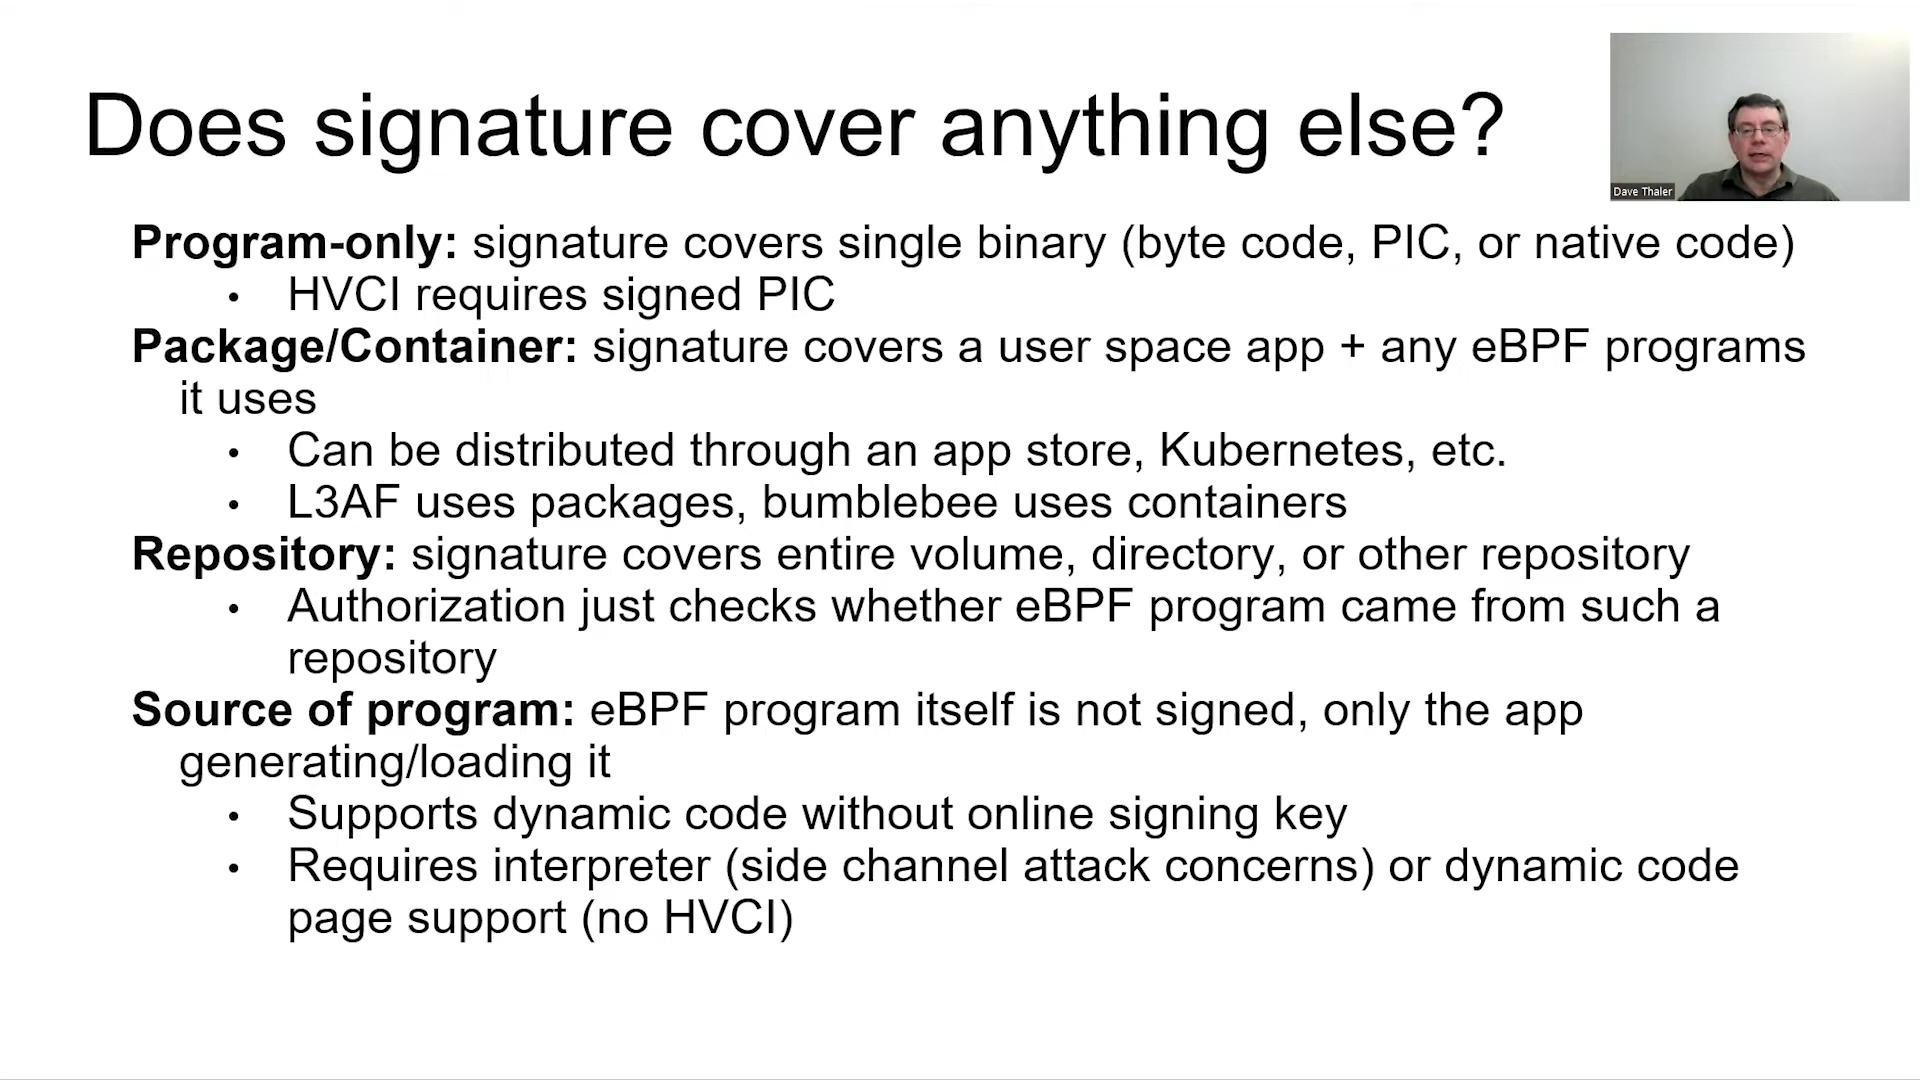 Does signature cover anything else?
Dave Thaler
Program-only: signature covers single binary (byte code, PIC, or native code)
• HVCI requires signed PIC
Package/Container: signature covers a user space app + any eBPF programs
it uses
• Can be distributed through an app store, Kubernetes, etc.
• L3AF uses packages, bumblebee uses containers
Repository: signature covers entire volume, directory, or other repository
• Authorization just checks whether eBPF program came from such a
repository
Source of program: eBPF program itself is not signed, only the app
generating/loading it
• Supports dynamic code without online signing key
• Requires interpreter (side channel attack concerns) or dynamic code
page support (no HVCI)